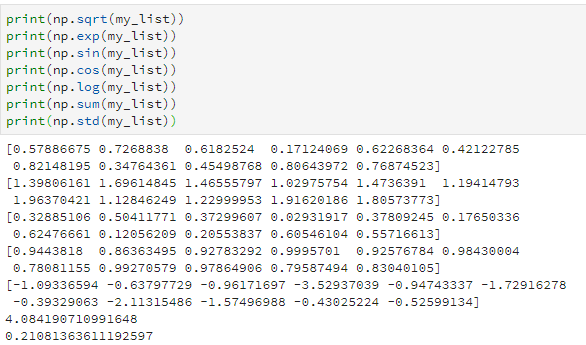 print(np.sqrt(my_list))
print(np.exp(my_list))
print(np.sin(my_list))
print(np.cos(my_list))
print(np.log(my_list))
print(np.sum(my_list))
print(np.std(my_list))
[0.57886675 0.7268838  0.6182524  0.17124069 0.62268364 0.42122785
 0.82148195 0.34764361 0.45498768 0.80643972 0.76874523]
[1.39806161 1.69614845 1.46555797 1.02975754 1.4736391  1.19414793
 1.96370421 1.12846249 1.22999953 1.91620186 1.80573773]
[0.32885106 0.50411771 0.37299607 0.02931917 0.37809245 0.17650336
 0.62476661 0.12056209 0.20553837 0.60546104 0.55716613]
[0.9443818  0.86363495 0.92783292 0.9995701  0.92576784 0.98430004
 0.78081155 0.99270579 0.97864906 0.79587494 0.83040105]
[-1.09336594 -0.63797729 -0.96171697 -3.52937039 -0.94743337 -1.72916278
 -0.39329063 -2.11315486 -1.57496988 -0.43025224 -0.52599134]
4.084190710991648
0.21081363611192597